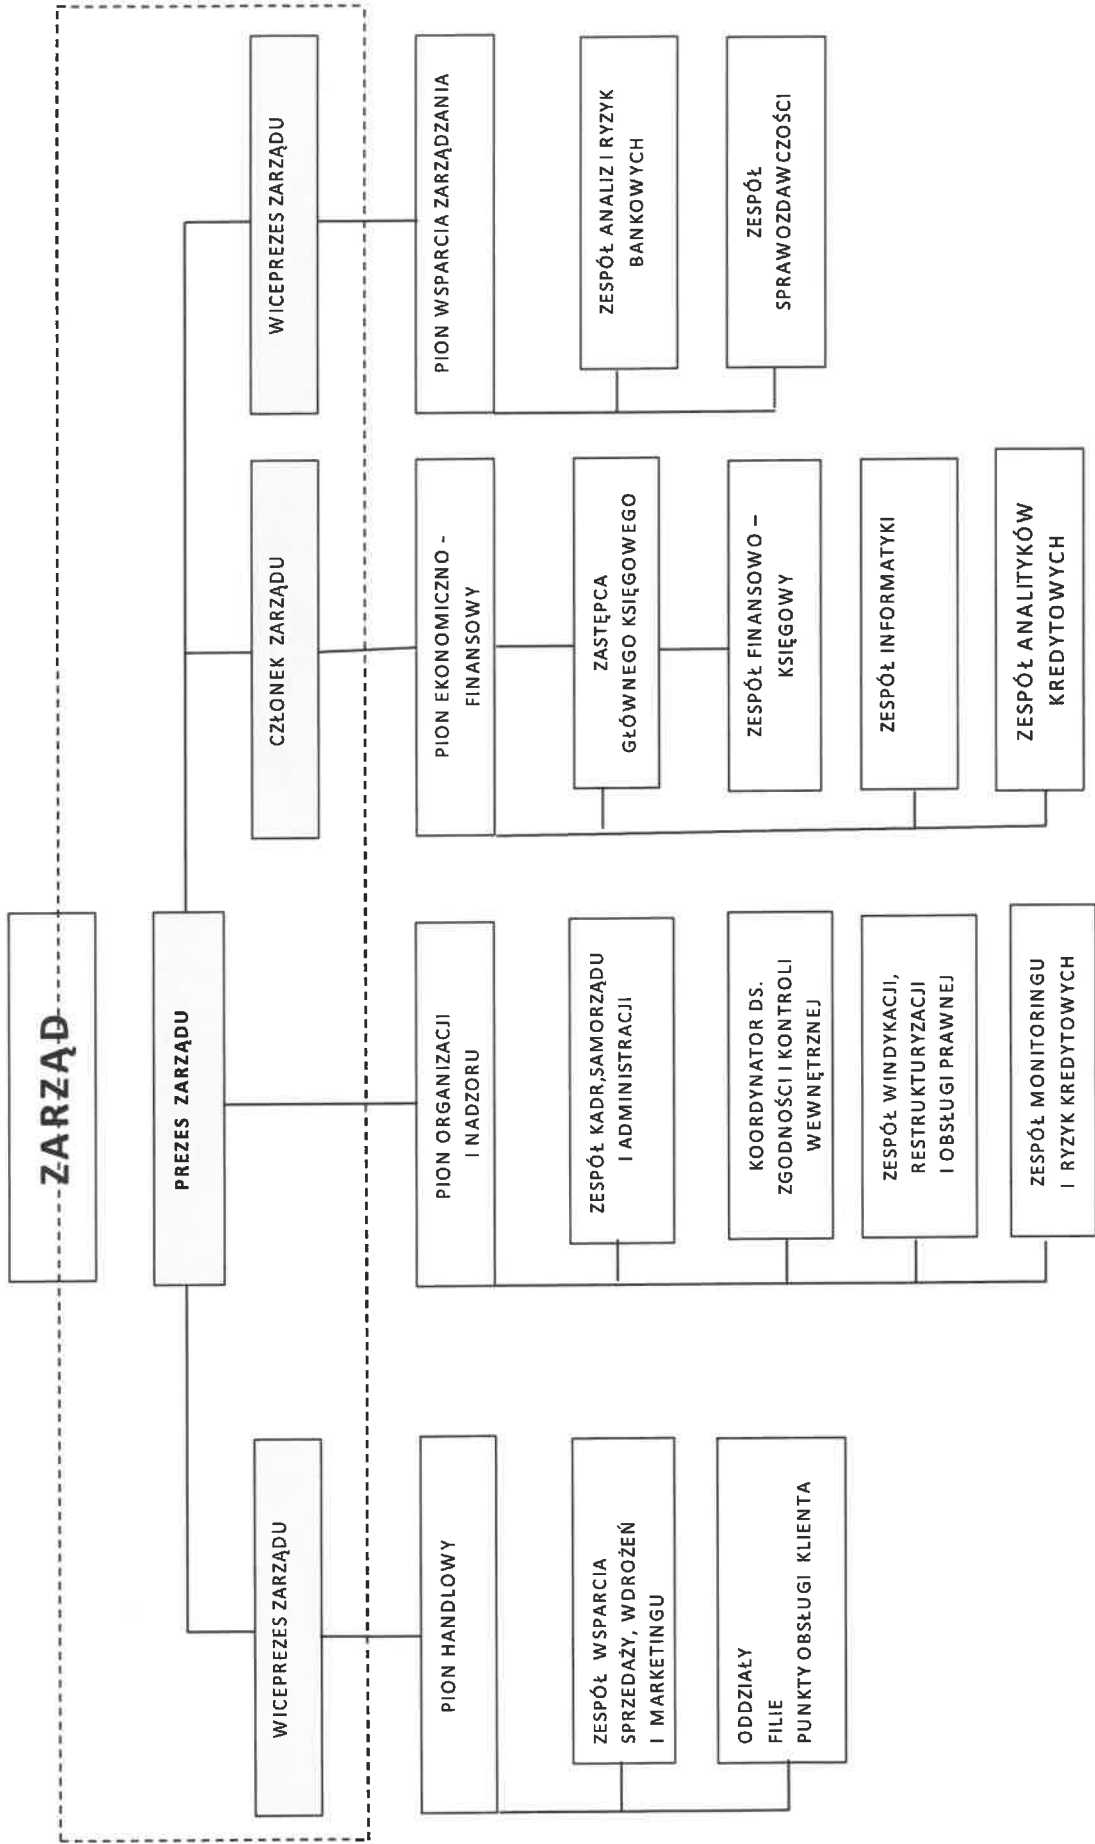 ZARZĄD
PREZES ZARZĄDU
WICEPREZES ZARZĄDU
CZŁONEK ZARZĄDU
WICEPREZES ZARZĄDU
PION HANDLOWY
ZESPÓŁ WSPARCIA
SPRZEDAŻY, WDROŻEŃ
I MARKETINGU
ODDZIAŁY
FILIE
PUNKTY OBSŁUGI KLIENTA
PION ORGANIZACJI
I NADZORU
ZESPÓŁ KADR,SAMORZĄDU
I ADMINISTRACJI
KOORDYNATOR DS.
ZGODNOŚCI I KONTROLI
WEWNĘTRZNEJ
ZESPÓŁ WINDYKACJI,
RESTRUKTURYZACJI
I OBSŁUGI PRAWNEJ
ZESPÓŁ MONITORINGU
I RYZYK KREDYTOWYCH
PION EKONOMICZNO -
FINANSOWY
ZASTĘPCA
GŁÓWNEGO KSIĘGOWEGO
ZESPÓŁ FINANSOWO –
KSIĘGOWY
ZESPÓŁ INFORMATYKI
ZESPÓŁ ANALITYKÓW
KREDYTOWYCH
PION WSPARCIA ZARZĄDZANIA
ZESPÓŁ ANALIZ I RYZYK
BANKOWYCH
ZESPÓŁ
SPRAWOZDAWCZOŚCI